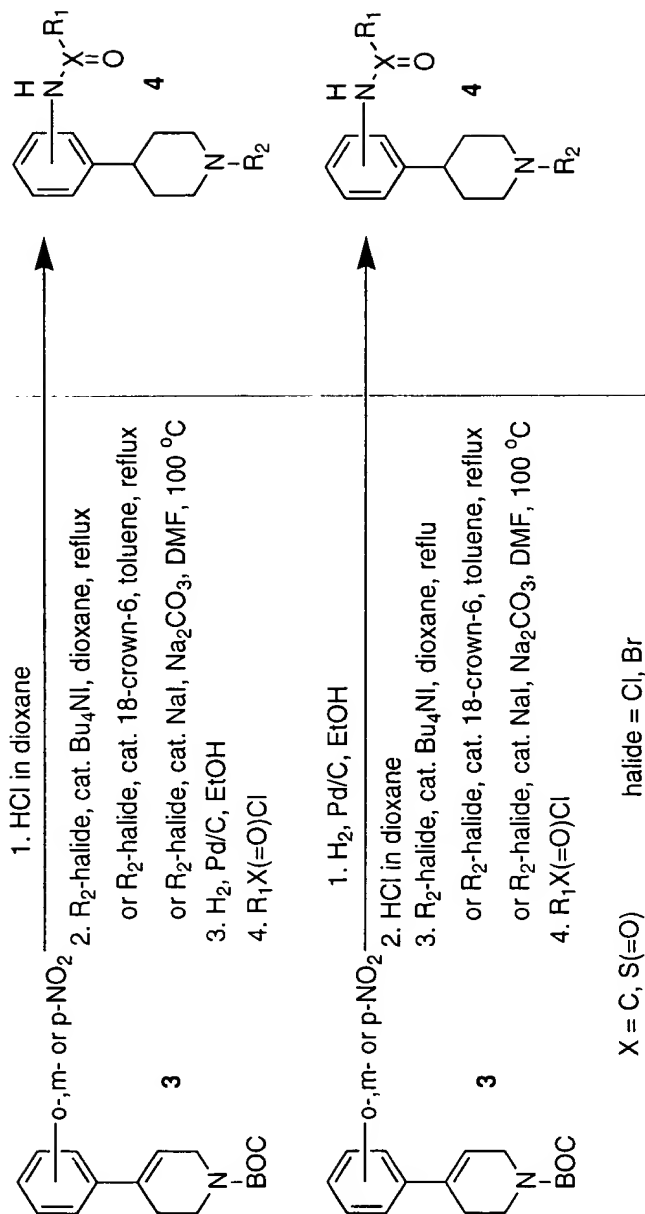 1. HCl in dioxane
o-,m- or p-NO2
2. R2-halide, cat. Bu4NI, dioxane, reflux
or R2-halide, cat. 18-crown-6, toluene, reflux
or R2-halide, cat. NaI, Na2CO3, DMF, 100 °C
3. H2, Pd/C, EtOH
4. R1X(=O)Cl
3
N
BOC
H
N
X=O
R1
4
N-R2
1. H2, Pd/C, EtOH
o-,m- or p-NO2
2. HCl in dioxane
3. R2-halide, cat. Bu4NI, dioxane, reflu
or R2-halide, cat. 18-crown-6, toluene, reflux
or R2-halide, cat. NaI, Na2CO3, DMF, 100 °C
4. R1X(=O)Cl
3
N
BOC
H
N
X=O
R1
4
N-R2
X = C, S(=O) halide = Cl, Br